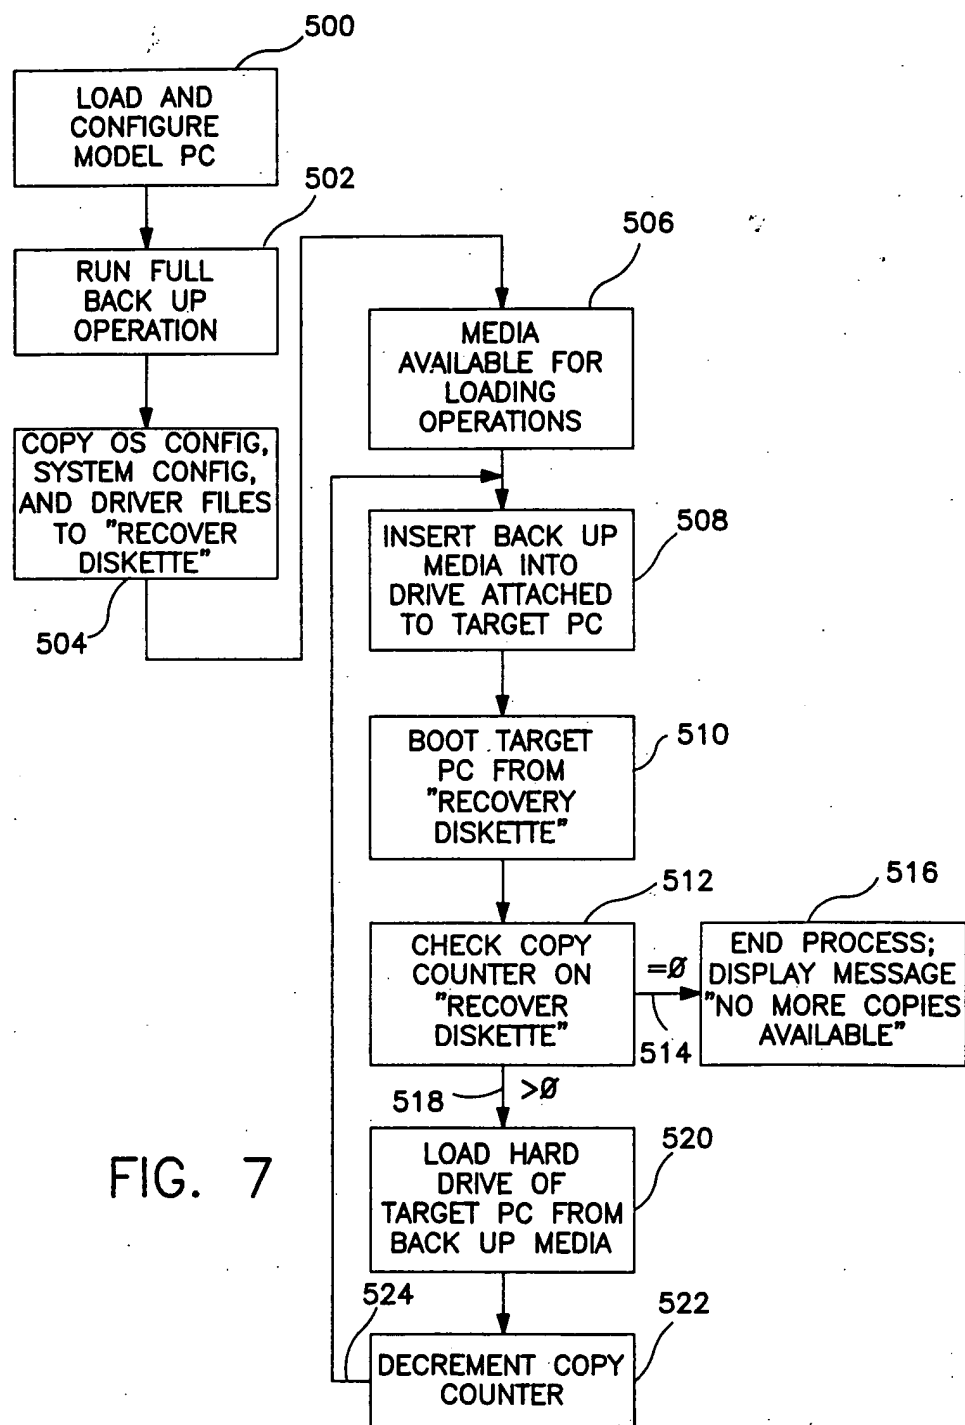 500
LOAD AND
CONFIGURE
MODEL PC
502
RUN FULL
BACK UP
OPERATION
COPY OS CONFIG,
SYSTEM CONFIG,
AND DRIVER FILES
TO "RECOVER
DISKETTE"
504
506
MEDIA
AVAILABLE FOR
LOADING
OPERATIONS
508
INSERT BACK UP
MEDIA INTO
DRIVE ATTACHED
TO TARGET PC
510
BOOT TARGET
PC FROM
"RECOVERY
DISKETTE"
512
CHECK COPY
COUNTER ON
"RECOVER
DISKETTE"
=Ø
514
516
END PROCESS;
DISPLAY MESSAGE
"NO MORE COPIES
AVAILABLE"
518
>Ø
520
LOAD HARD
DRIVE OF
TARGET PC FROM
BACK UP MEDIA
524
522
DECREMENT COPY
COUNTER
FIG. 7